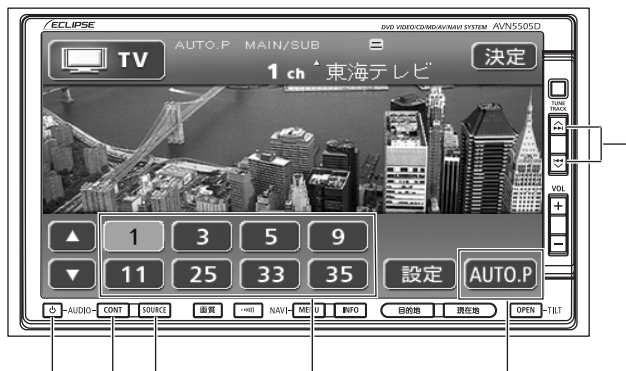 ECLIPSE DVD VIDEO/CD/MD/AV/NAVI SYSTEM AVN5505D
TV AUTO.P MAIN/SUB 決定
1 ch 東海テレビ
TUNE
TRACK
VOL
+
−
▲ 1 3 5 9
▼ 11 25 33 35 設定 AUTO.P
AUDIO CONT SOURCE 画質 NAVI MENU INFO 目的地 現在地 OPEN TILT